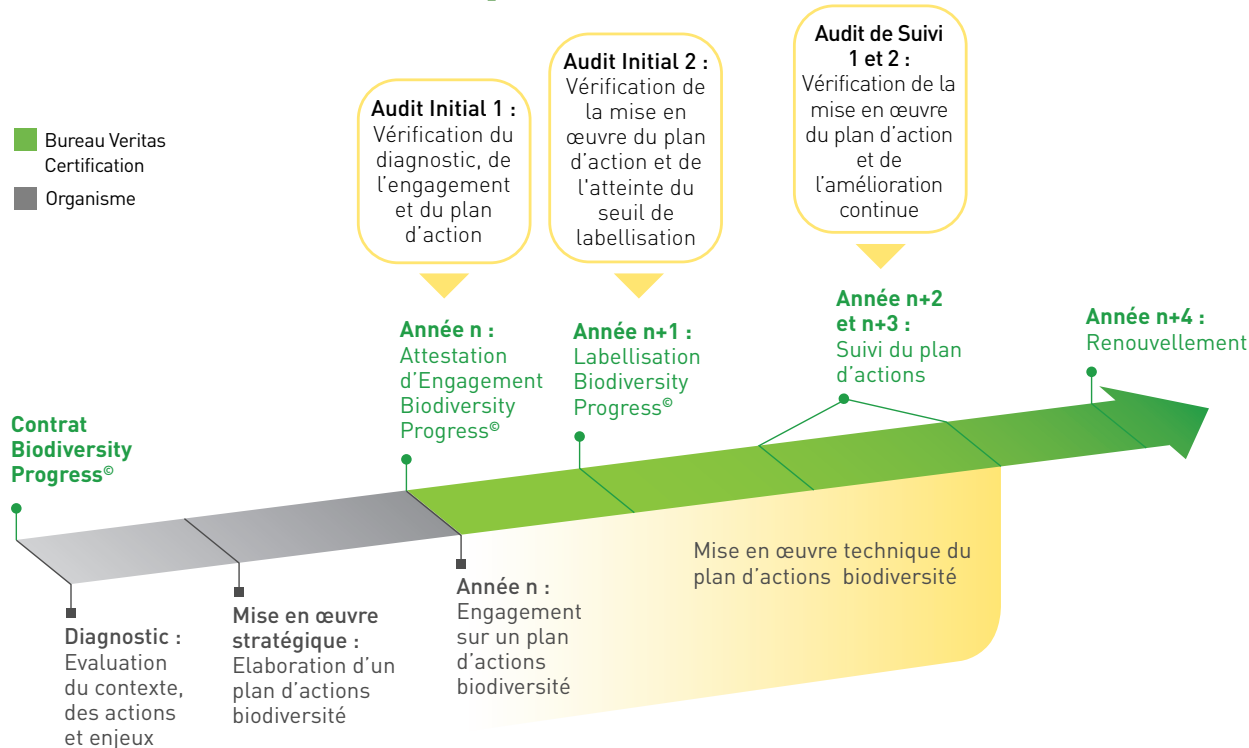 Audit Initial 1 :
Vérification du
diagnostic, de
l'engagement
et du plan
d'action
Audit Initial 2 :
Vérification de
la mise en
œuvre du plan
d'action et de
l'atteinte du
seuil de
labellisation
Audit de Suivi
1 et 2 :
Vérification de la
mise en œuvre
du plan d'action
et de
l'amélioration
continue
Bureau Veritas
Certification
Organisme
Contrat
Biodiversity
Progress©
Année n :
Attestation
d'Engagement
Biodiversity
Progress©
Année n+1 :
Labellisation
Biodiversity
Progress©
Année n+2
et n+3 :
Suivi du plan
d'actions
Année n+4 :
Renouvellement
Diagnostic :
Evaluation
du contexte,
des actions
et enjeux
Mise en œuvre
stratégique :
Elaboration d'un
plan d'actions
biodiversité
Année n :
Engagement
sur un plan
d'actions
biodiversité
Mise en œuvre technique du
plan d'actions biodiversité